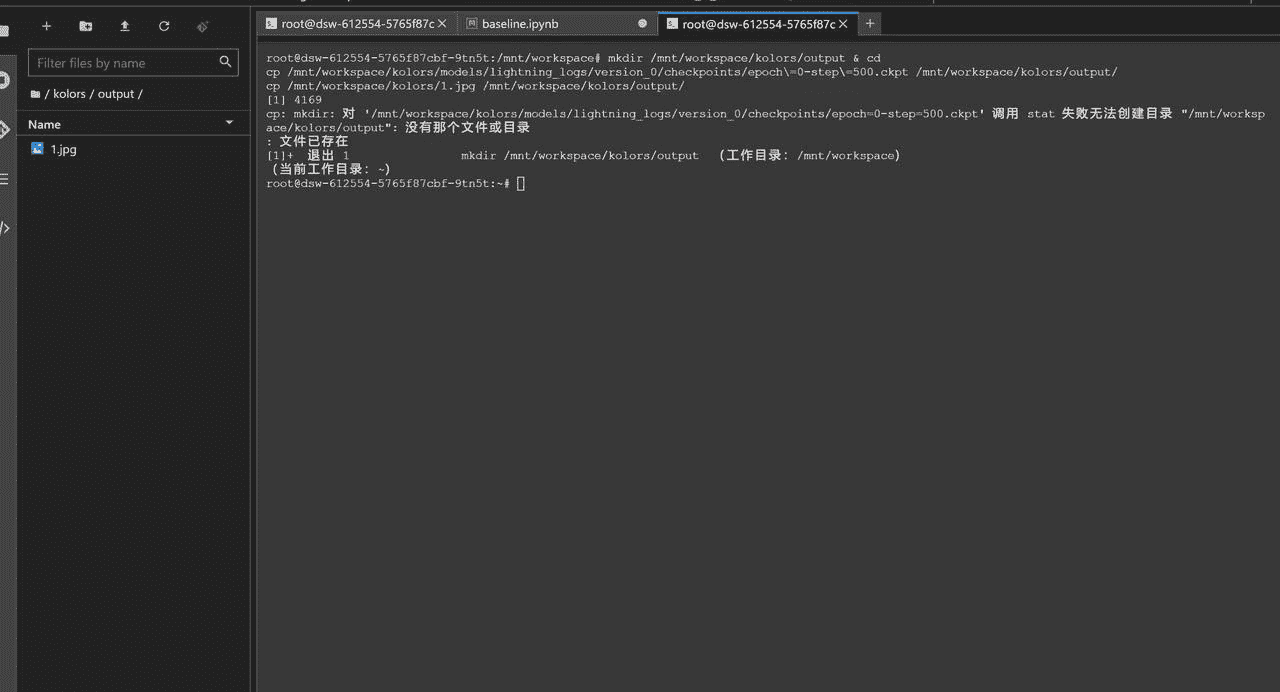 root@dsw-612554-5765f87c
baseline.ipynb
root@dsw-612554-5765f87c
Filter files by name
/ kolors / output /
Name
1.jpg
root@dsw-612554-5765f87cbf-9tn5t:/mnt/workspace# mkdir /mnt/workspace/kolors/output & cd
cp /mnt/workspace/kolors/models/lightning_logs/version_0/checkpoints/epoch\=0-step\=500.ckpt /mnt/workspace/kolors/output/
cp /mnt/workspace/kolors/1.jpg /mnt/workspace/kolors/output/
[1] 4169
cp: mkdir: 对 '/mnt/workspace/kolors/models/lightning_logs/version_0/checkpoints/epoch=0-step=500.ckpt' 调用 stat 失败无法创建目录 "/mnt/worksp
ace/kolors/output": 没有那个文件或目录
: 文件已存在
[1]+  退出 1                mkdir /mnt/workspace/kolors/output  （工作目录: /mnt/workspace）
（当前工作目录: ~）
root@dsw-612554-5765f87cbf-9tn5t:~#